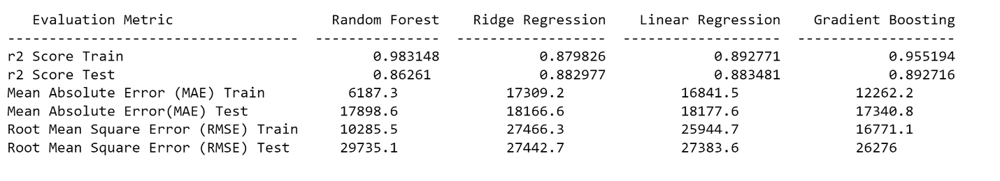 Evaluation Metric Random Forest Ridge Regression Linear Regression Gradient Boosting
----------------------------------- --------------- ------------------ ------------------- -------------------
r2 Score Train 0.983148 0.879826 0.892771 0.955194
r2 Score Test 0.86261 0.882977 0.883481 0.892716
Mean Absolute Error (MAE) Train 6187.3 17309.2 16841.5 12262.2
Mean Absolute Error(MAE) Test 17898.6 18166.6 18177.6 17340.8
Root Mean Square Error (RMSE) Train 10285.5 27466.3 25944.7 16771.1
Root Mean Square Error (RMSE) Test 29735.1 27442.7 27383.6 26276